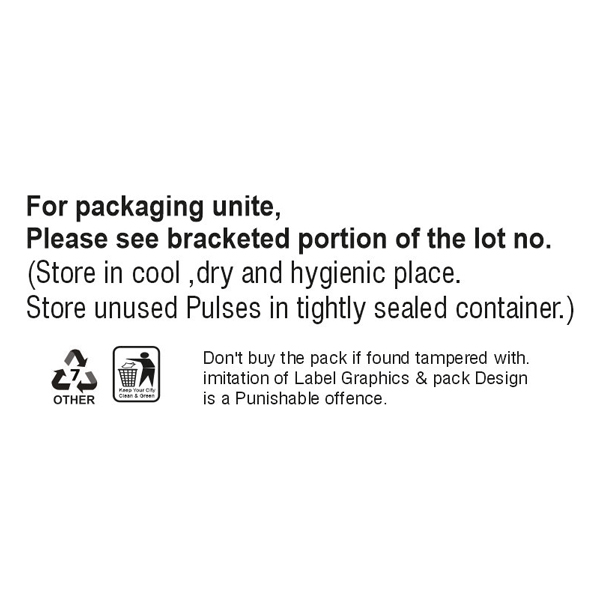 For packaging unite,
Please see bracketed portion of the lot no.
(Store in cool ,dry and hygienic place.
Store unused Pulses in tightly sealed container.)
7
OTHER
Keep Your City
Clean & Green
Don't buy the pack if found tampered with.
imitation of Label Graphics & pack Design
is a Punishable offence.